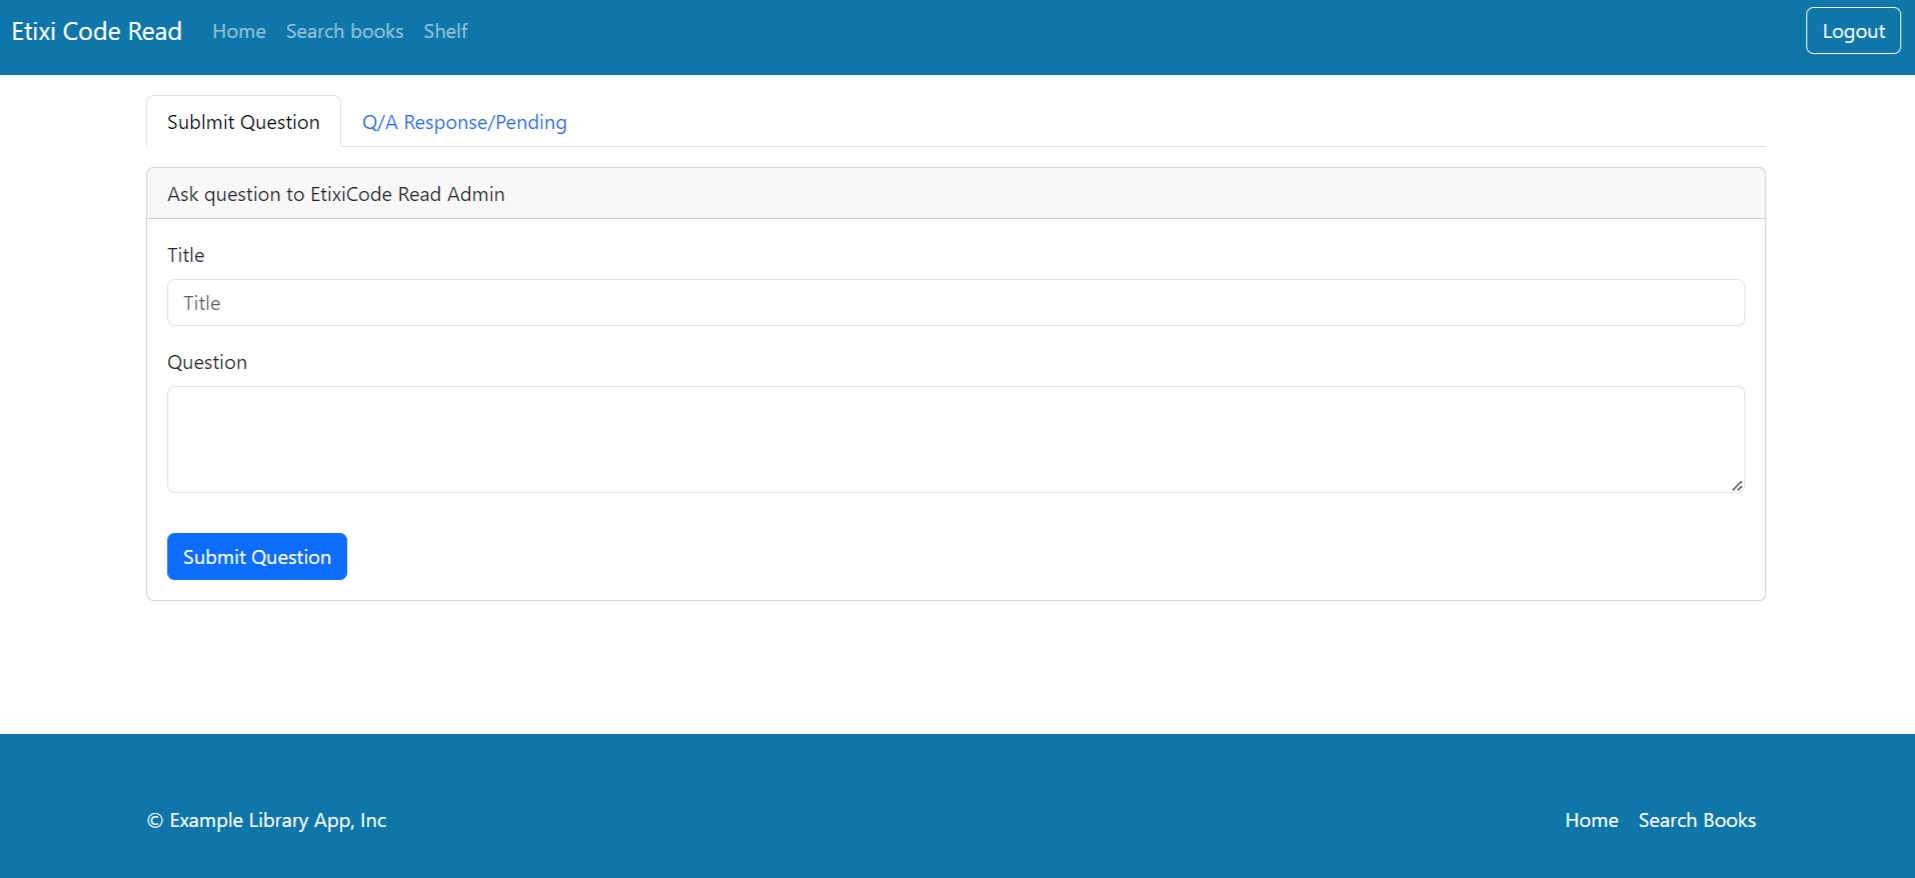 Etixi Code Read Home Search books Shelf Logout
Sublmit Question Q/A Response/Pending
Ask question to EtixiCode Read Admin
Title
Title
Question
Submit Question
© Example Library App, Inc Home Search Books